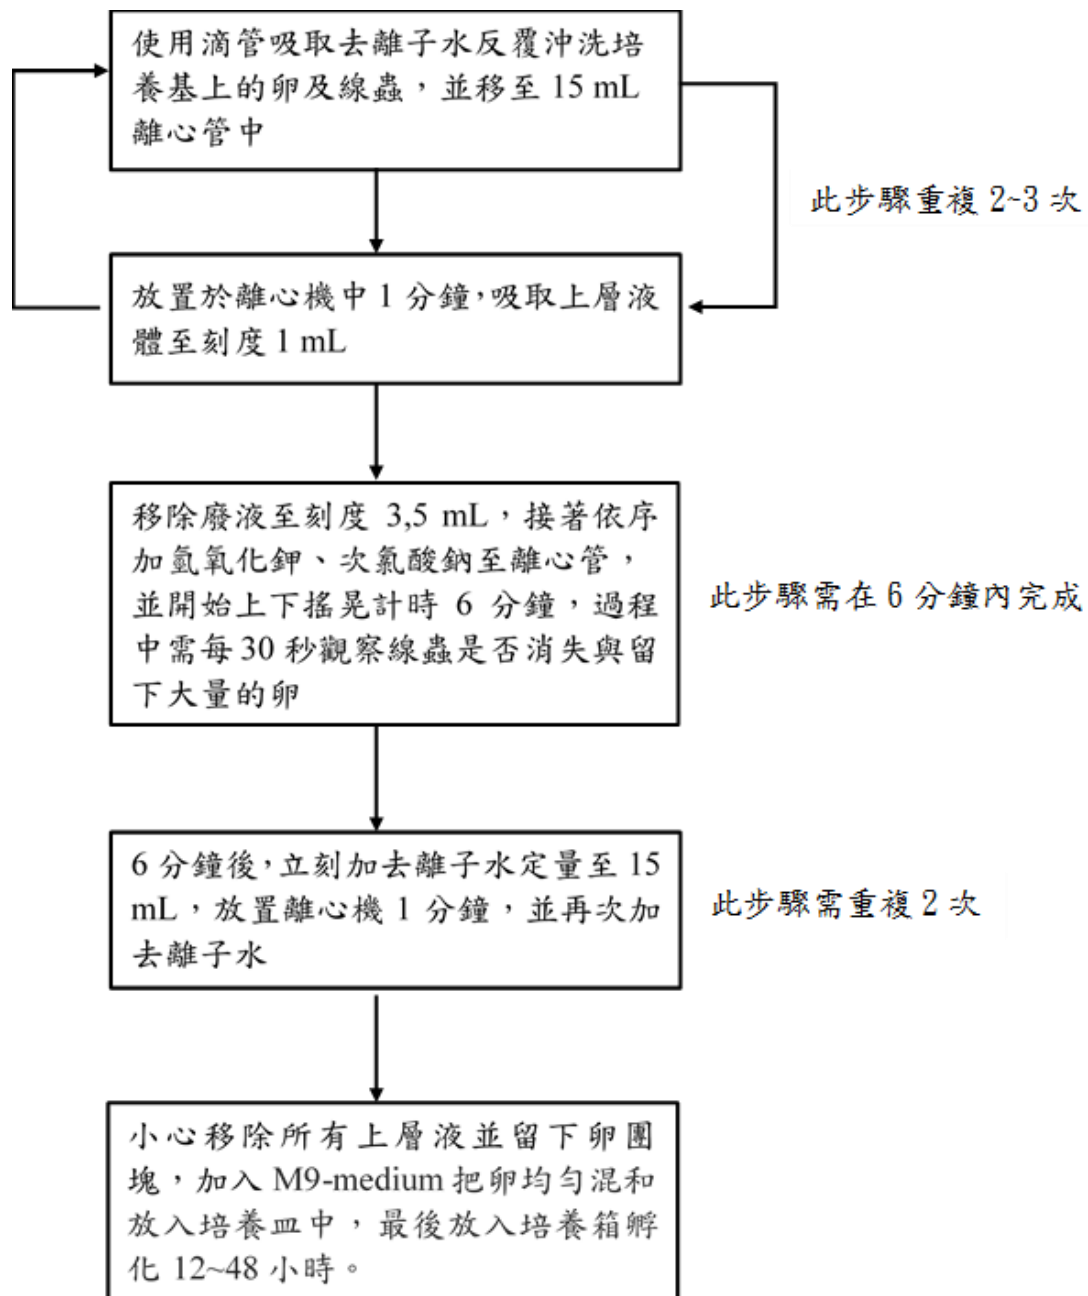 使用滴管吸取去離子水反覆沖洗培
養基上的卵及線蟲，並移至 15 mL
離心管中
此步驟重複 2~3 次
放置於離心機中 1 分鐘，吸取上層液
體至刻度 1 mL
移除廢液至刻度 3,5 mL，接著依序
加氫氧化鉀、次氯酸鈉至離心管，
並開始上下搖晃計時 6 分鐘，過程
中需每 30 秒觀察線蟲是否消失與留
下大量的卵
此步驟需在 6 分鐘內完成
6 分鐘後，立刻加去離子水定量至 15
mL，放置離心機 1 分鐘，並再次加
去離子水
此步驟需重複 2 次
小心移除所有上層液並留下卵團
塊，加入 M9-medium 把卵均勻混和
放入培養皿中，最後放入培養箱孵
化 12~48 小時。